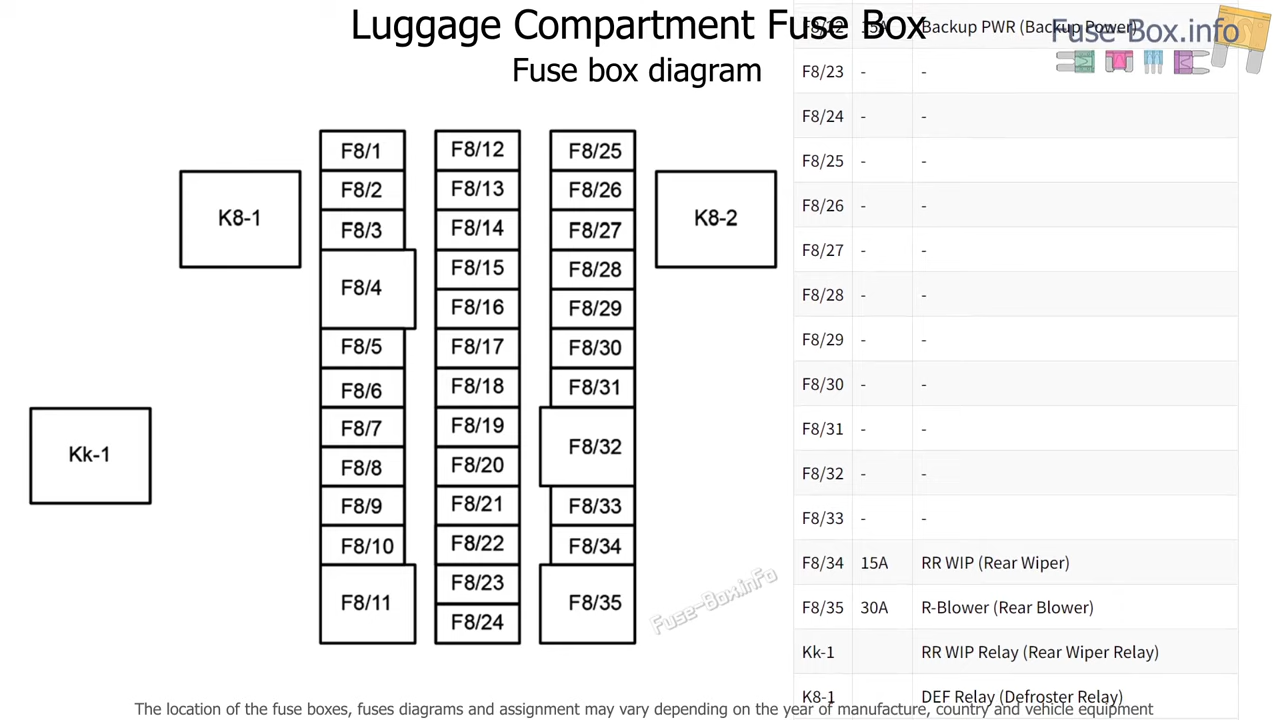 Luggage Compartment Fuse Box
Fuse box diagram
Fuse-Box.info
K8-1
Kk-1
F8/1
F8/2
F8/3
F8/4
F8/5
F8/6
F8/7
F8/8
F8/9
F8/10
F8/11
F8/12
F8/13
F8/14
F8/15
F8/16
F8/17
F8/18
F8/19
F8/20
F8/21
F8/22
F8/23
F8/24
F8/25
F8/26
F8/27
F8/28
F8/29
F8/30
F8/31
F8/32
F8/33
F8/34
F8/35
K8-2
Fuse-Box.inFo
15A Backup PWR (Backup Power)
F8/23 - -
F8/24 - -
F8/25 - -
F8/26 - -
F8/27 - -
F8/28 - -
F8/29 - -
F8/30 - -
F8/31 - -
F8/32 - -
F8/33 - -
F8/34 15A RR WIP (Rear Wiper)
F8/35 30A R-Blower (Rear Blower)
Kk-1 RR WIP Relay (Rear Wiper Relay)
K8-1 DEF Relay (Defroster Relay)
The location of the fuse boxes, fuses diagrams and assignment may vary depending on the year of manufacture, country and vehicle equipment